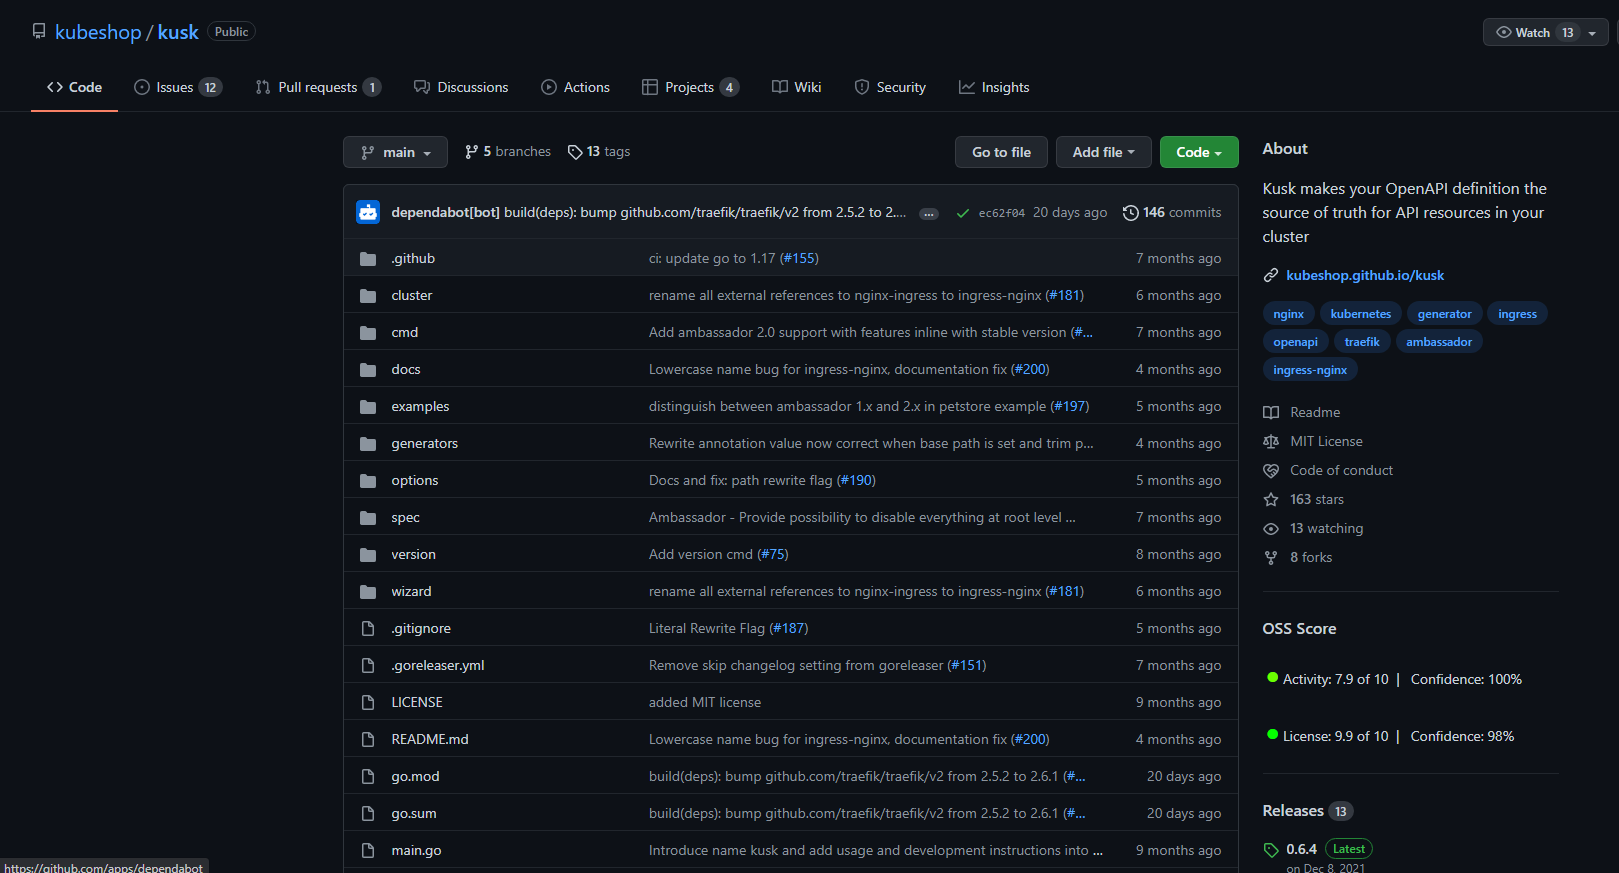 kubeshop / kusk Public
Watch 13
Code Issues 12 Pull requests 1 Discussions Actions Projects 4 Wiki Security Insights
main 5 branches 13 tags
Go to file Add file Code
dependabot[bot] build(deps): bump github.com/traefik/traefik/v2 from 2.5.2 to 2.... ... ec62f04 20 days ago 146 commits
.github ci: update go to 1.17 (#155) 7 months ago
cluster rename all external references to nginx-ingress to ingress-nginx (#181) 6 months ago
cmd Add ambassador 2.0 support with features inline with stable version (#... 7 months ago
docs Lowercase name bug for ingress-nginx, documentation fix (#200) 4 months ago
examples distinguish between ambassador 1.x and 2.x in petstore example (#197) 5 months ago
generators Rewrite annotation value now correct when base path is set and trim p... 4 months ago
options Docs and fix: path rewrite flag (#190) 5 months ago
spec Ambassador - Provide possibility to disable everything at root level ... 7 months ago
version Add version cmd (#75) 8 months ago
wizard rename all external references to nginx-ingress to ingress-nginx (#181) 6 months ago
.gitignore Literal Rewrite Flag (#187) 5 months ago
.goreleaser.yml Remove skip changelog setting from goreleaser (#151) 7 months ago
LICENSE added MIT license 9 months ago
README.md Lowercase name bug for ingress-nginx, documentation fix (#200) 4 months ago
go.mod build(deps): bump github.com/traefik/traefik/v2 from 2.5.2 to 2.6.1 (#... 20 days ago
go.sum build(deps): bump github.com/traefik/traefik/v2 from 2.5.2 to 2.6.1 (#... 20 days ago
main.go Introduce name kusk and add usage and development instructions into ... 9 months ago
About
Kusk makes your OpenAPI definition the
source of truth for API resources in your
cluster
kubeshop.github.io/kusk
nginx kubernetes generator ingress
openapi traefik ambassador
ingress-nginx
Readme
MIT License
Code of conduct
163 stars
13 watching
8 forks
OSS Score
Activity: 7.9 of 10 | Confidence: 100%
License: 9.9 of 10 | Confidence: 98%
Releases 13
0.6.4 Latest
on Dec 8, 2021
https://github.com/apps/dependabot